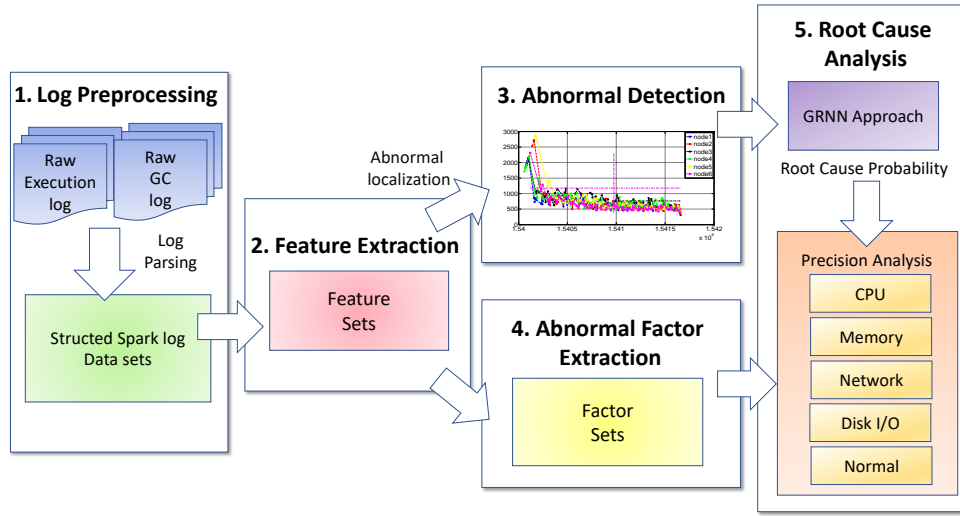 1. Log Preprocessing
Raw
Execution
log
Raw
GC
log
Log
Parsing
Structed Spark log
Data sets
2. Feature Extraction
Feature
Sets
Abnormal
localization
3. Abnormal Detection
3000
2500
2000
1500
1000
500
0
1.54
1.5405
1.541
1.5415
1.542
node1
node2
node3
node4
node5
node6
4. Abnormal Factor
Extraction
Factor
Sets
5. Root Cause
Analysis
GRNN Approach
Root Cause Probability
Precision Analysis
CPU
Memory
Network
Disk I/O
Normal